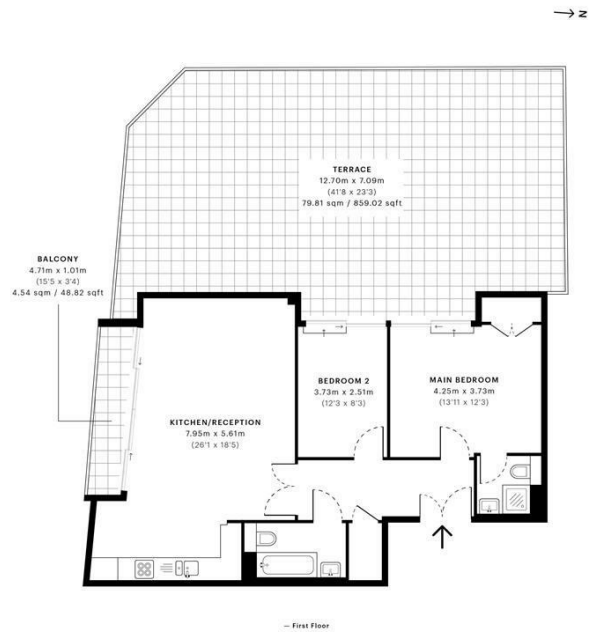 N
TERRACE
12.70m x 7.09m
(41'8 x 23'3)
79.81 sqm / 859.02 sqft
BALCONY
4.71m x 1.01m
(15'5 x 3'4)
4.54 sqm / 48.82 sqft
BEDROOM 2
3.73m x 2.51m
(12'3 x 8'3)
MAIN BEDROOM
4.25m x 3.73m
(13'11 x 12'3)
KITCHEN/RECEPTION
7.95m x 5.61m
(26'1 x 18'5)
— First Floor